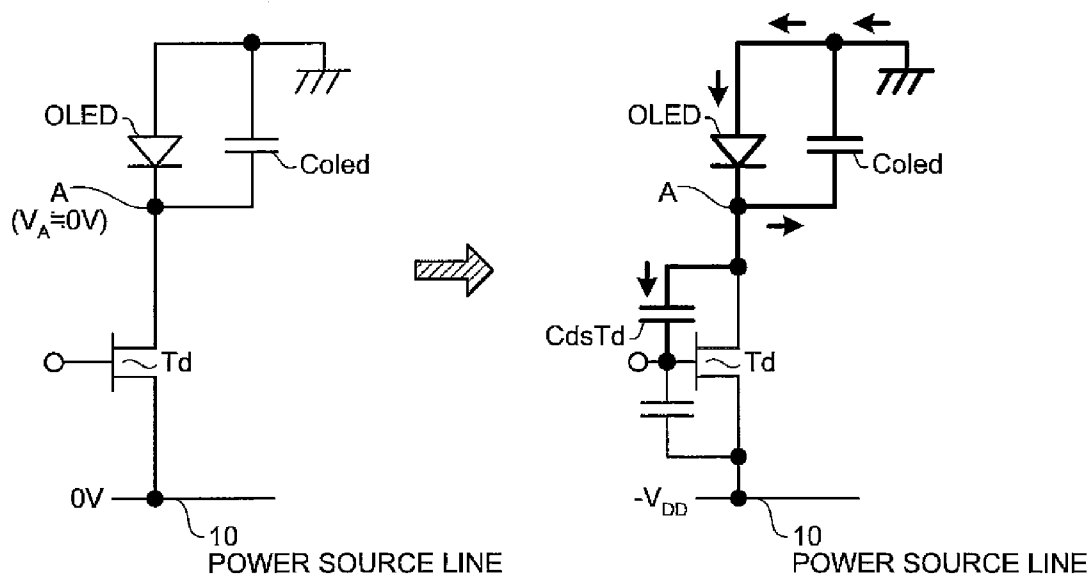 OLED
Coled
A
(V_A≒0V)
Td
0V
10
POWER SOURCE LINE
OLED
Coled
A
CdsTd
Td
-V_DD
10
POWER SOURCE LINE